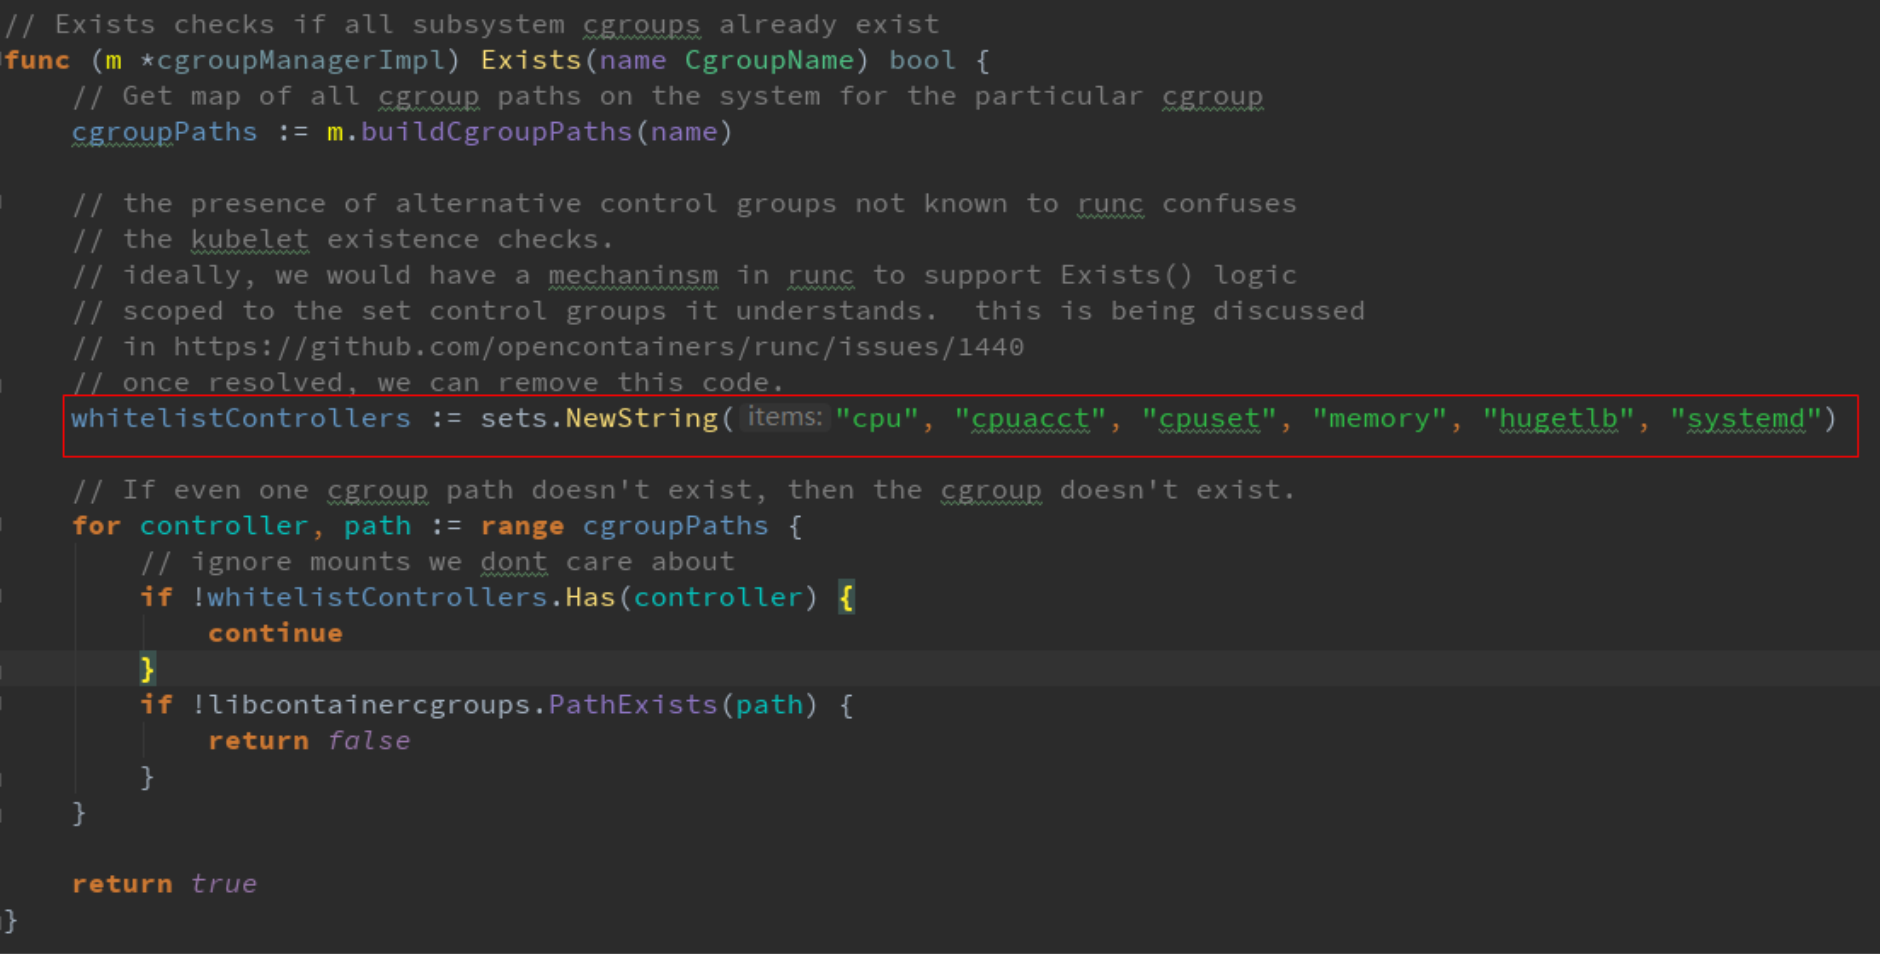 // Exists checks if all subsystem cgroups already exist
func (m *cgroupManagerImpl) Exists(name CgroupName) bool {
// Get map of all cgroup paths on the system for the particular cgroup
cgroupPaths := m.buildCgroupPaths(name)
// the presence of alternative control groups not known to runc confuses
// the kubelet existence checks.
// ideally, we would have a mechaninsm in runc to support Exists() logic
// scoped to the set control groups it understands.  this is being discussed
// in https://github.com/opencontainers/runc/issues/1440
// once resolved, we can remove this code.
whitelistControllers := sets.NewString( items: "cpu", "cpuacct", "cpuset", "memory", "hugetlb", "systemd")
// If even one cgroup path doesn't exist, then the cgroup doesn't exist.
for controller, path := range cgroupPaths {
// ignore mounts we dont care about
if !whitelistControllers.Has(controller) {
continue
}
if !libcontainercgroups.PathExists(path) {
return false
}
}
return true
}